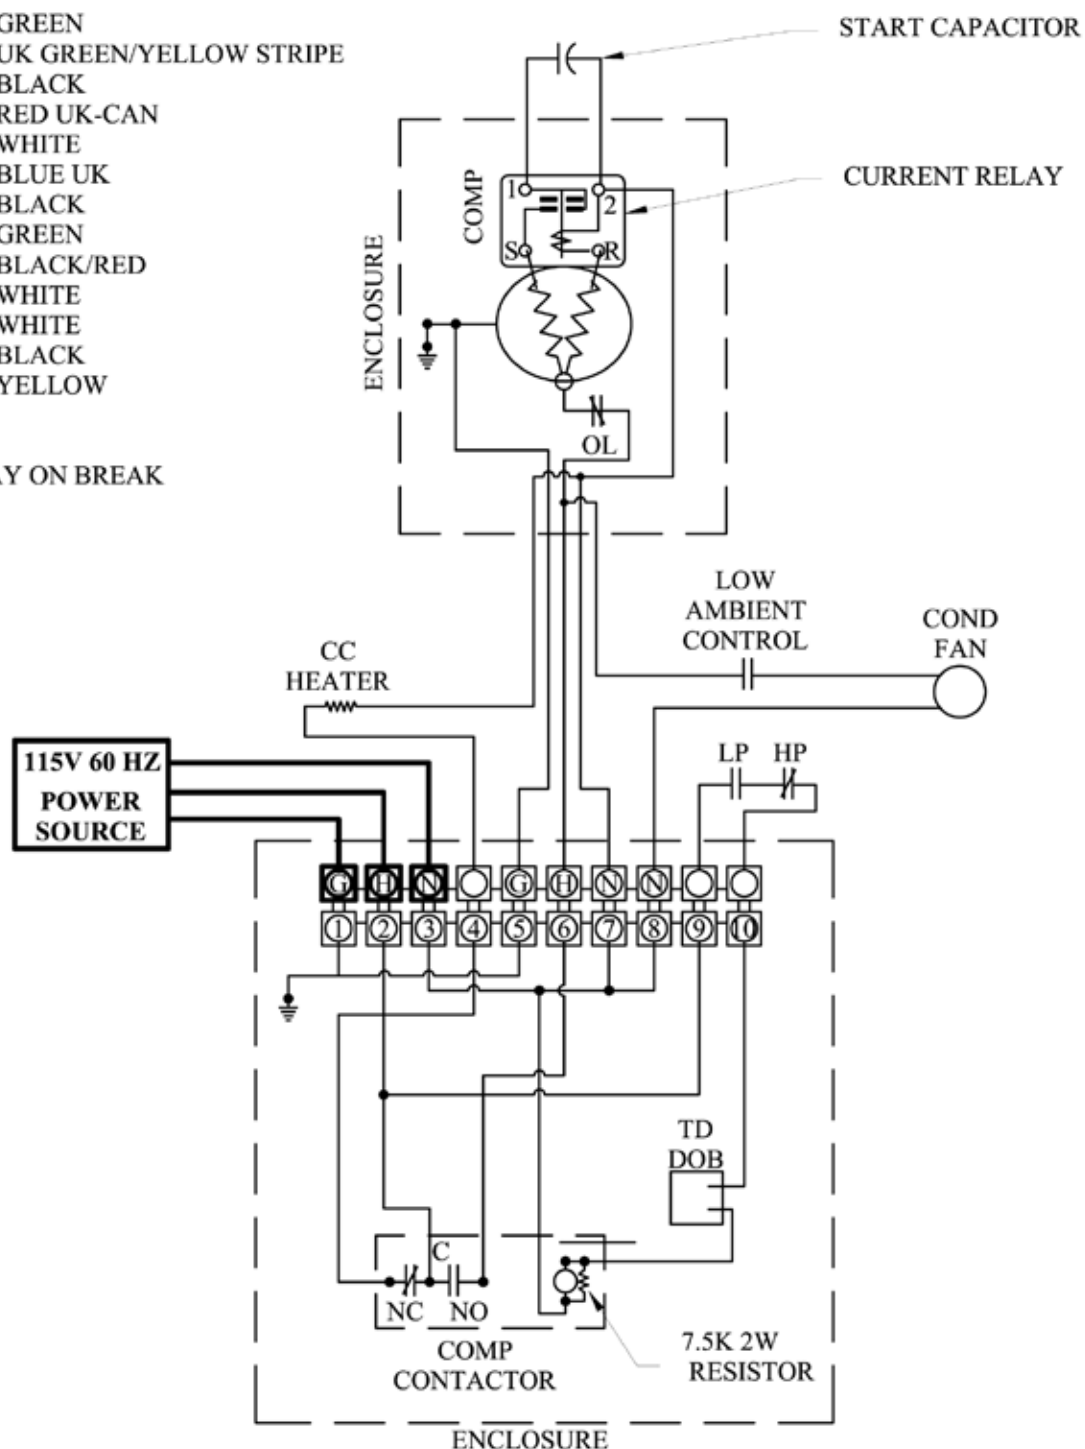 GREEN
UK GREEN/YELLOW STRIPE
BLACK
RED UK-CAN
WHITE
BLUE UK
BLACK
GREEN
BLACK/RED
WHITE
WHITE
BLACK
YELLOW
AY ON BREAK
START CAPACITOR
CURRENT RELAY
COMP
1
2
S
R
ENCLOSURE
OL
LOW
AMBIENT
CONTROL
COND
FAN
CC
HEATER
115V 60 HZ
POWER
SOURCE
LP HP
G H N G H N N
1 2 3 4 5 6 7 8 9 10
TD
DOB
C
NC NO
COMP
CONTACTOR
7.5K 2W
RESISTOR
ENCLOSURE